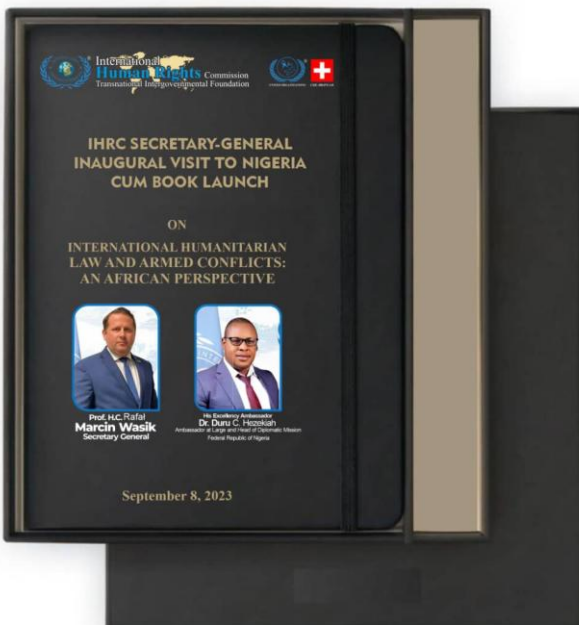 International
Human Rights Commission
Transnational Intergovernmental Foundation
IHRC SECRETARY-GENERAL
INAUGURAL VISIT TO NIGERIA
CUM BOOK LAUNCH
ON
INTERNATIONAL HUMANITARIAN
LAW AND ARMED CONFLICTS:
AN AFRICAN PERSPECTIVE
Prof. H.C. Rafał
Marcin Wasik
Secretary General
His Excellency Ambassador
Dr. Duru C. Hezekiah
Ambassador at Large and Head of Diplomatic Mission
Federal Republic of Nigeria
September 8, 2023